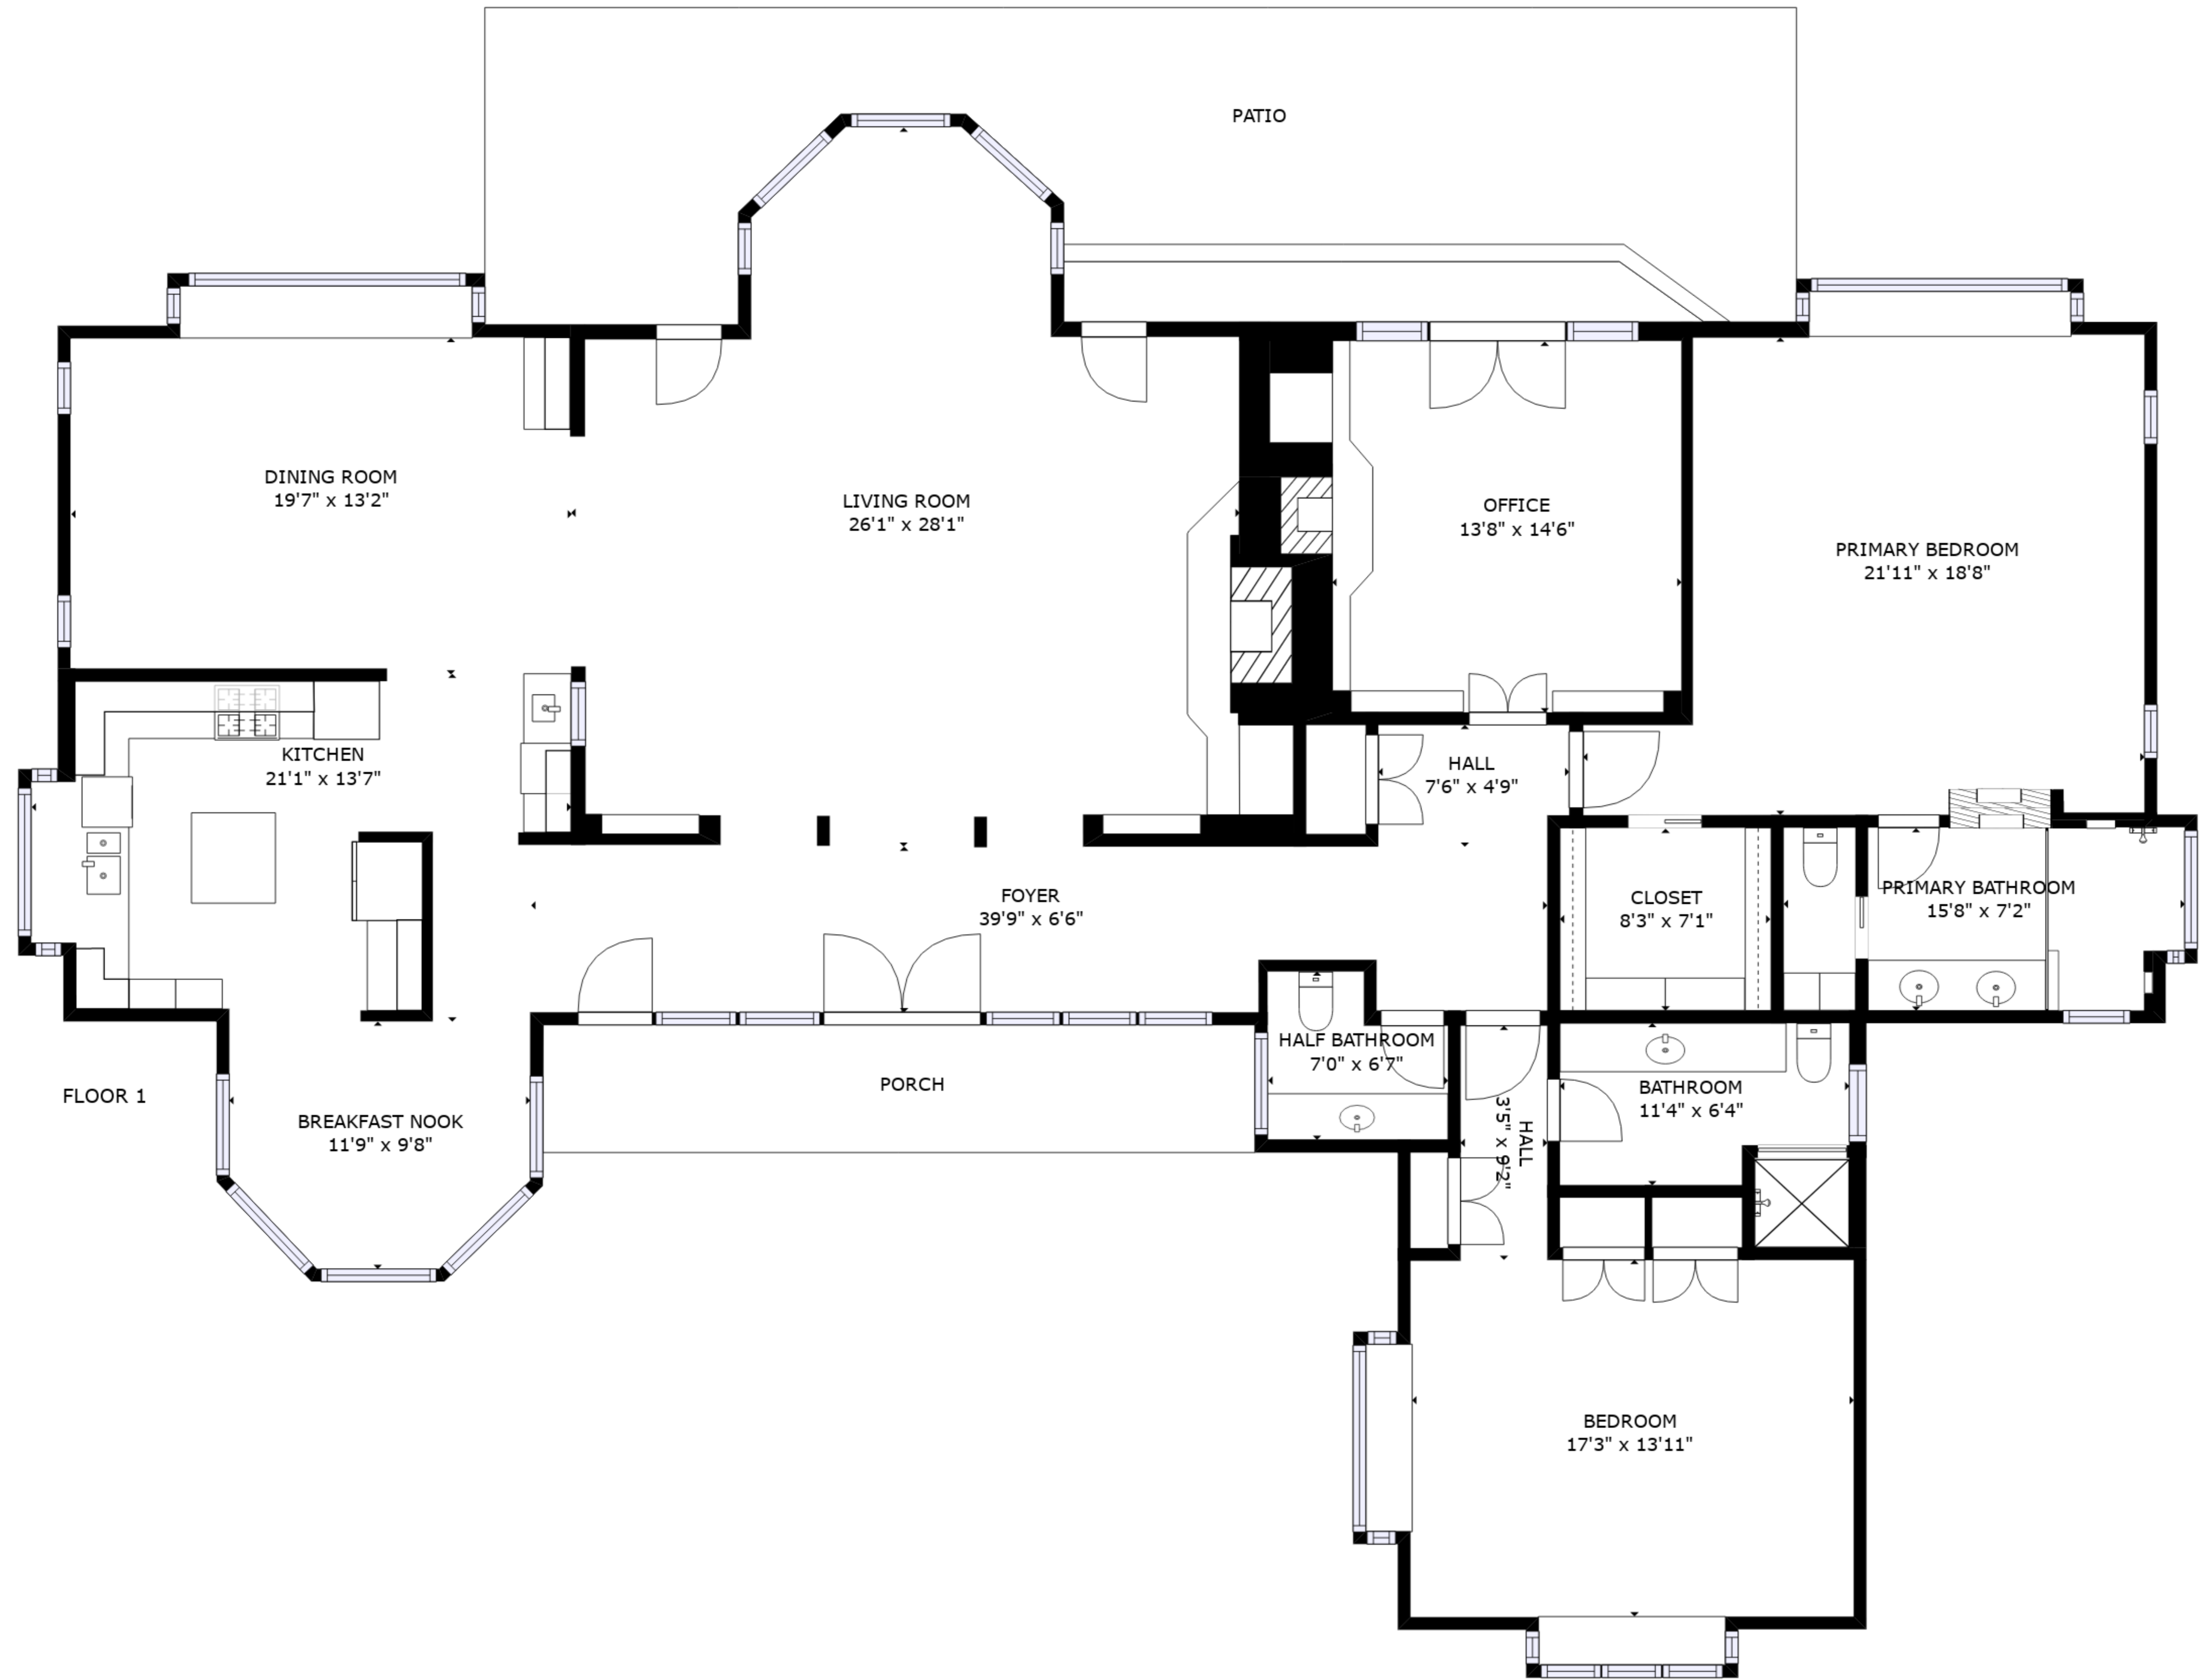 PATIO
DINING ROOM
19'7" x 13'2"
LIVING ROOM
26'1" x 28'1"
OFFICE
13'8" x 14'6"
PRIMARY BEDROOM
21'11" x 18'8"
KITCHEN
21'1" x 13'7"
HALL
7'6" x 4'9"
FOYER
39'9" x 6'6"
CLOSET
8'3" x 7'1"
PRIMARY BATHROOM
15'8" x 7'2"
FLOOR 1
BREAKFAST NOOK
11'9" x 9'8"
PORCH
HALF BATHROOM
7'0" x 6'7"
HALL
3'5" x 9'2"
BATHROOM
11'4" x 6'4"
BEDROOM
17'3" x 13'11"